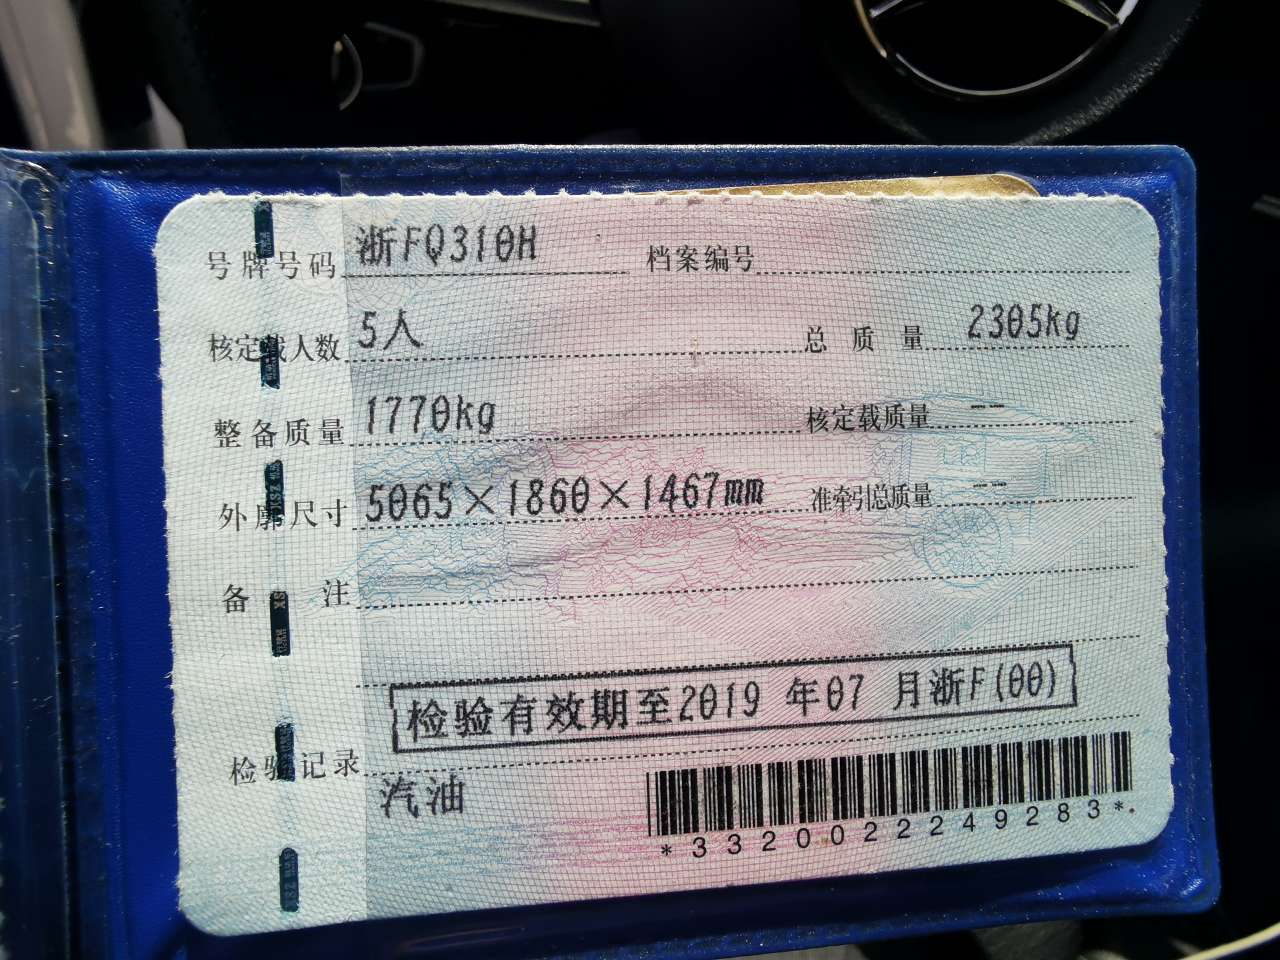 号牌号码 浙FQ310H 档案编号
核定载人数 5人 总质量 2305kg
整备质量 1770kg 核定载质量 --
外廓尺寸 5065×1860×1467mm 准牵引总质量 --
备注
检验有效期至2019年07月浙F(00)
检验记录
汽油
*3320022249283*